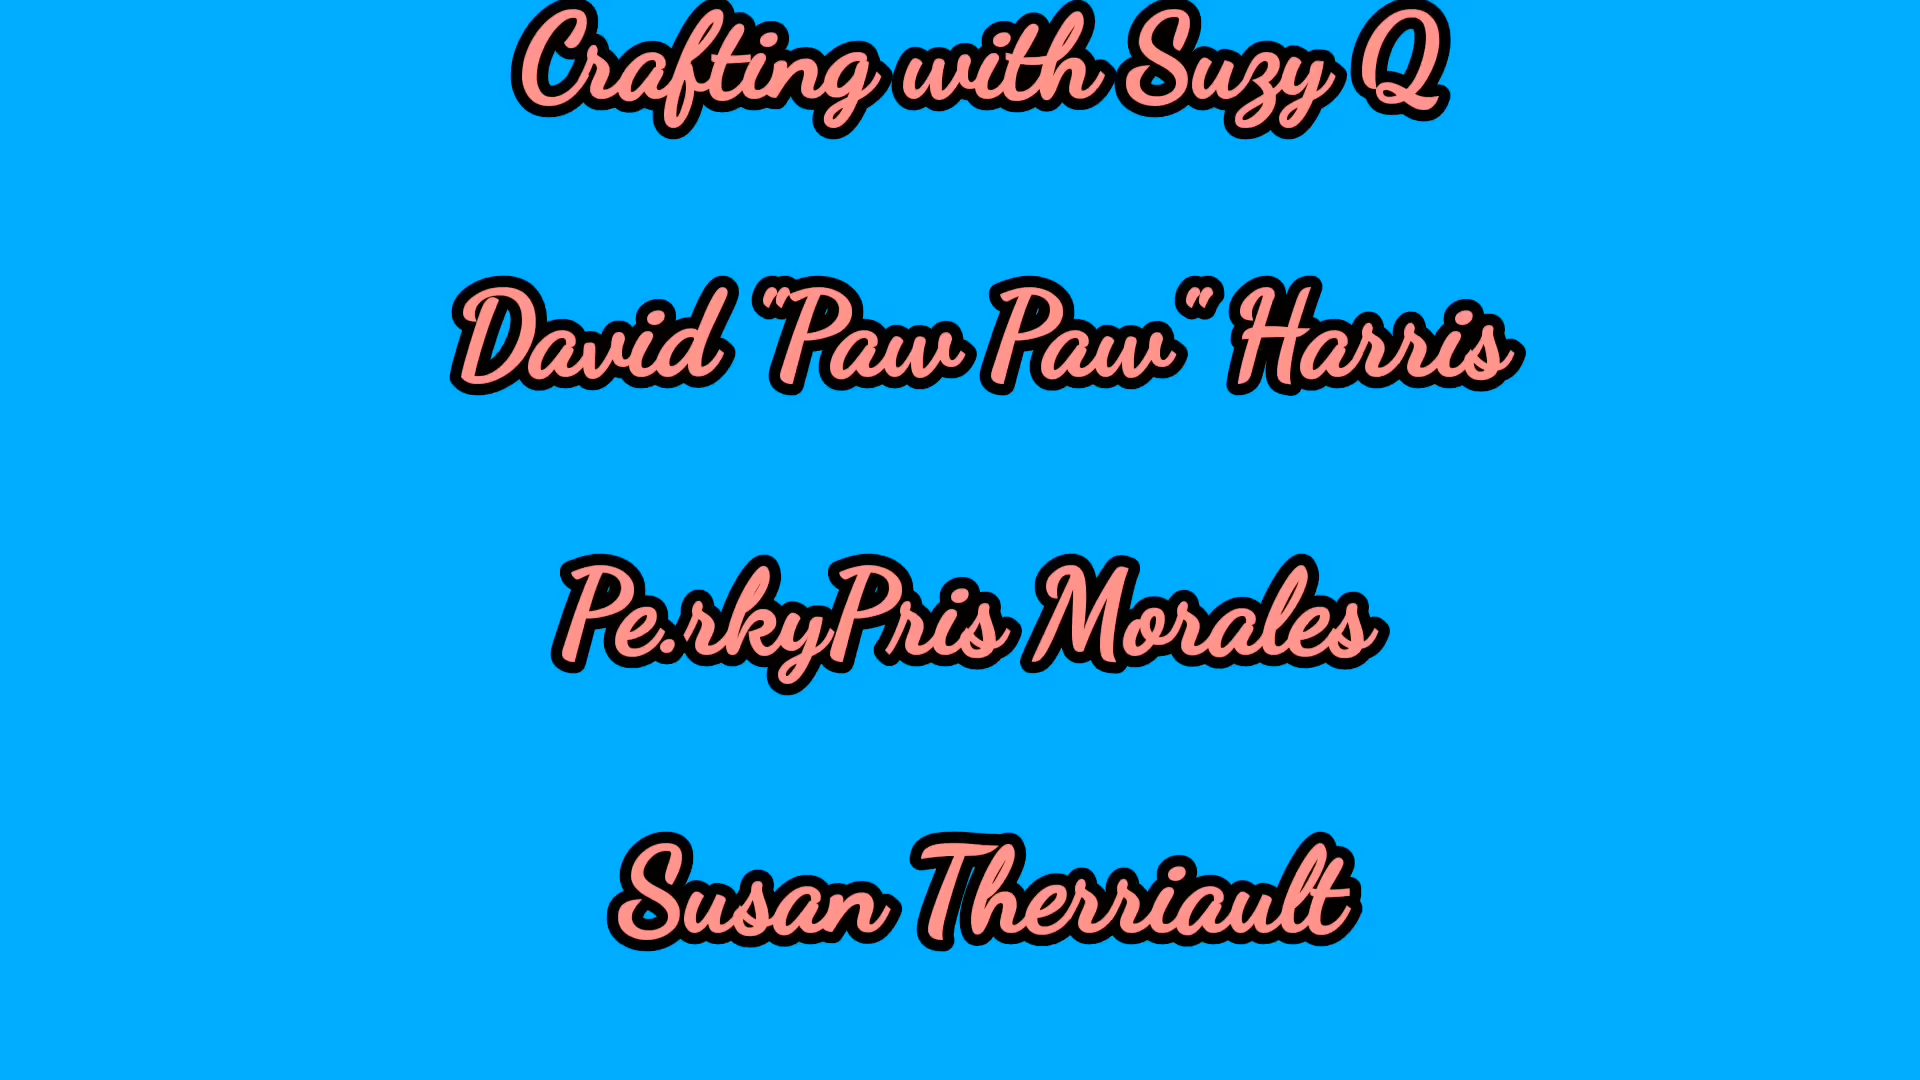 Crafting with Suzy Q
David “Paw Paw“ Harris
Pe.rkyPris Morales
Susan Therriault